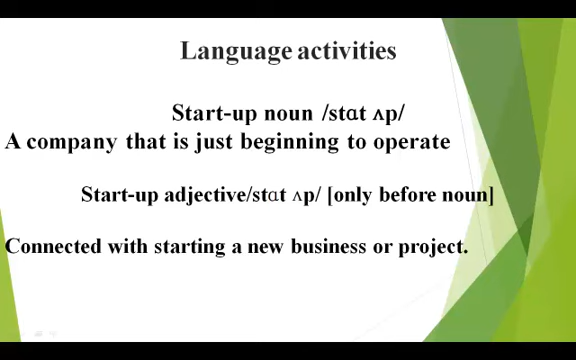 Language activities
Start-up noun /stɑt ʌp/
A company that is just beginning to operate
Start-up adjective/stɑt ʌp/ [only before noun]
Connected with starting a new business or project.